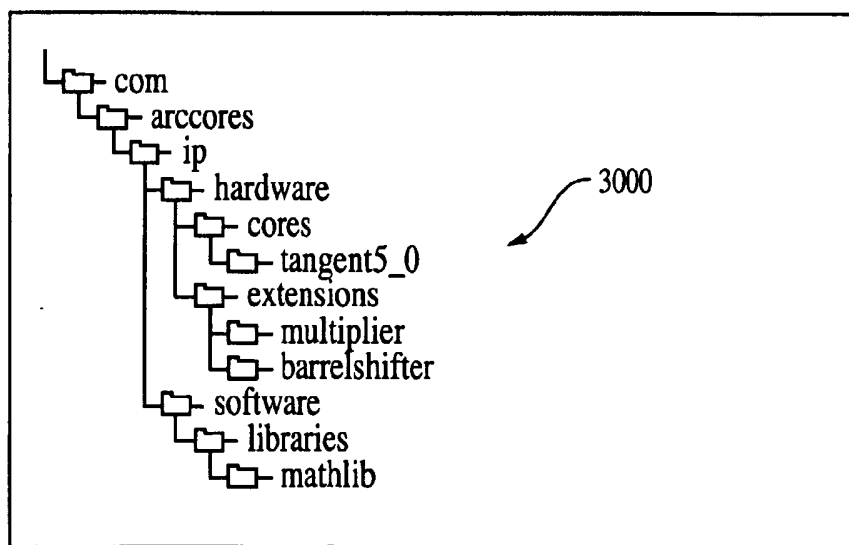 com
arccores
ip
hardware
3000
cores
tangent5_0
extensions
multiplier
barrelshifter
software
libraries
mathlib